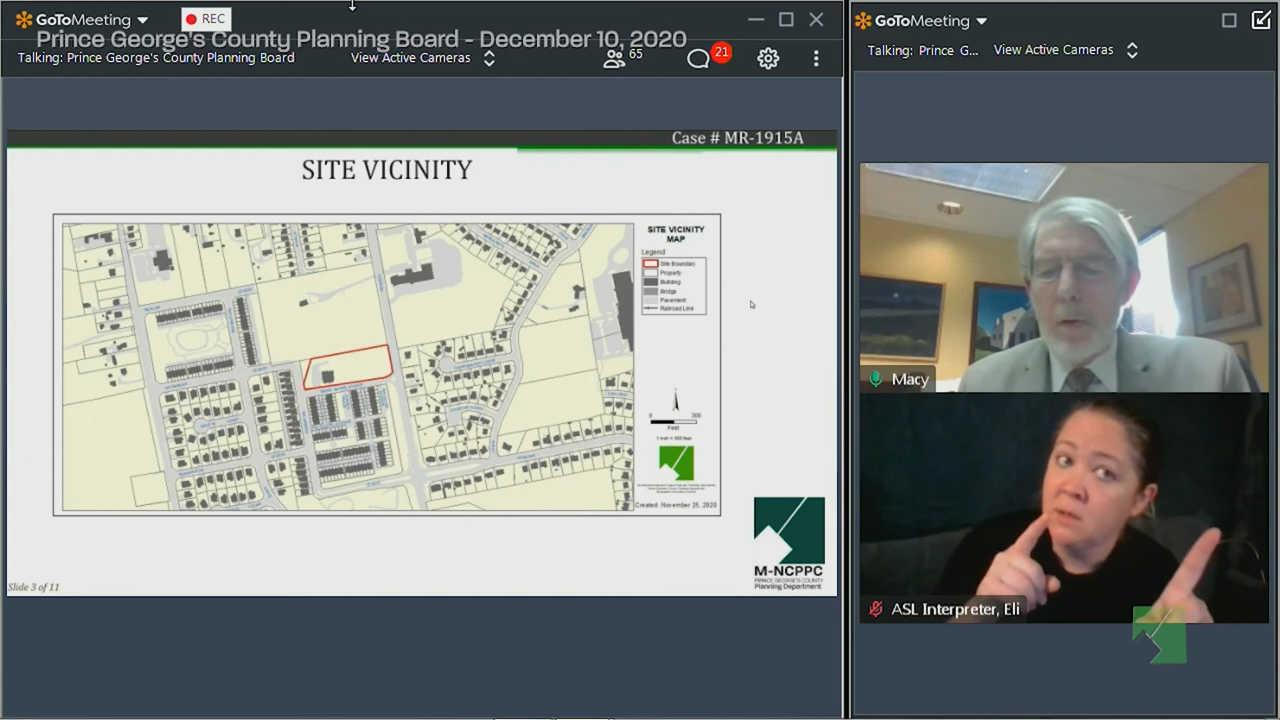 GoToMeeting
REC
Prince George's County Planning Board - December 10, 2020
Talking: Prince George's County Planning Board
View Active Cameras
65
21
GoToMeeting
Talking: Prince G...
View Active Cameras
Case # MR-1915A
SITE VICINITY
SITE VICINITY
MAP
Legend
Site Boundary
Property
Building
Bridge
Pavement
Railroad Line
0
300
Feet
Created: November 25, 2020
M-NCPPC
PRINCE GEORGE'S COUNTY
Planning Department
Slide 3 of 11
Macy
ASL Interpreter, Eli